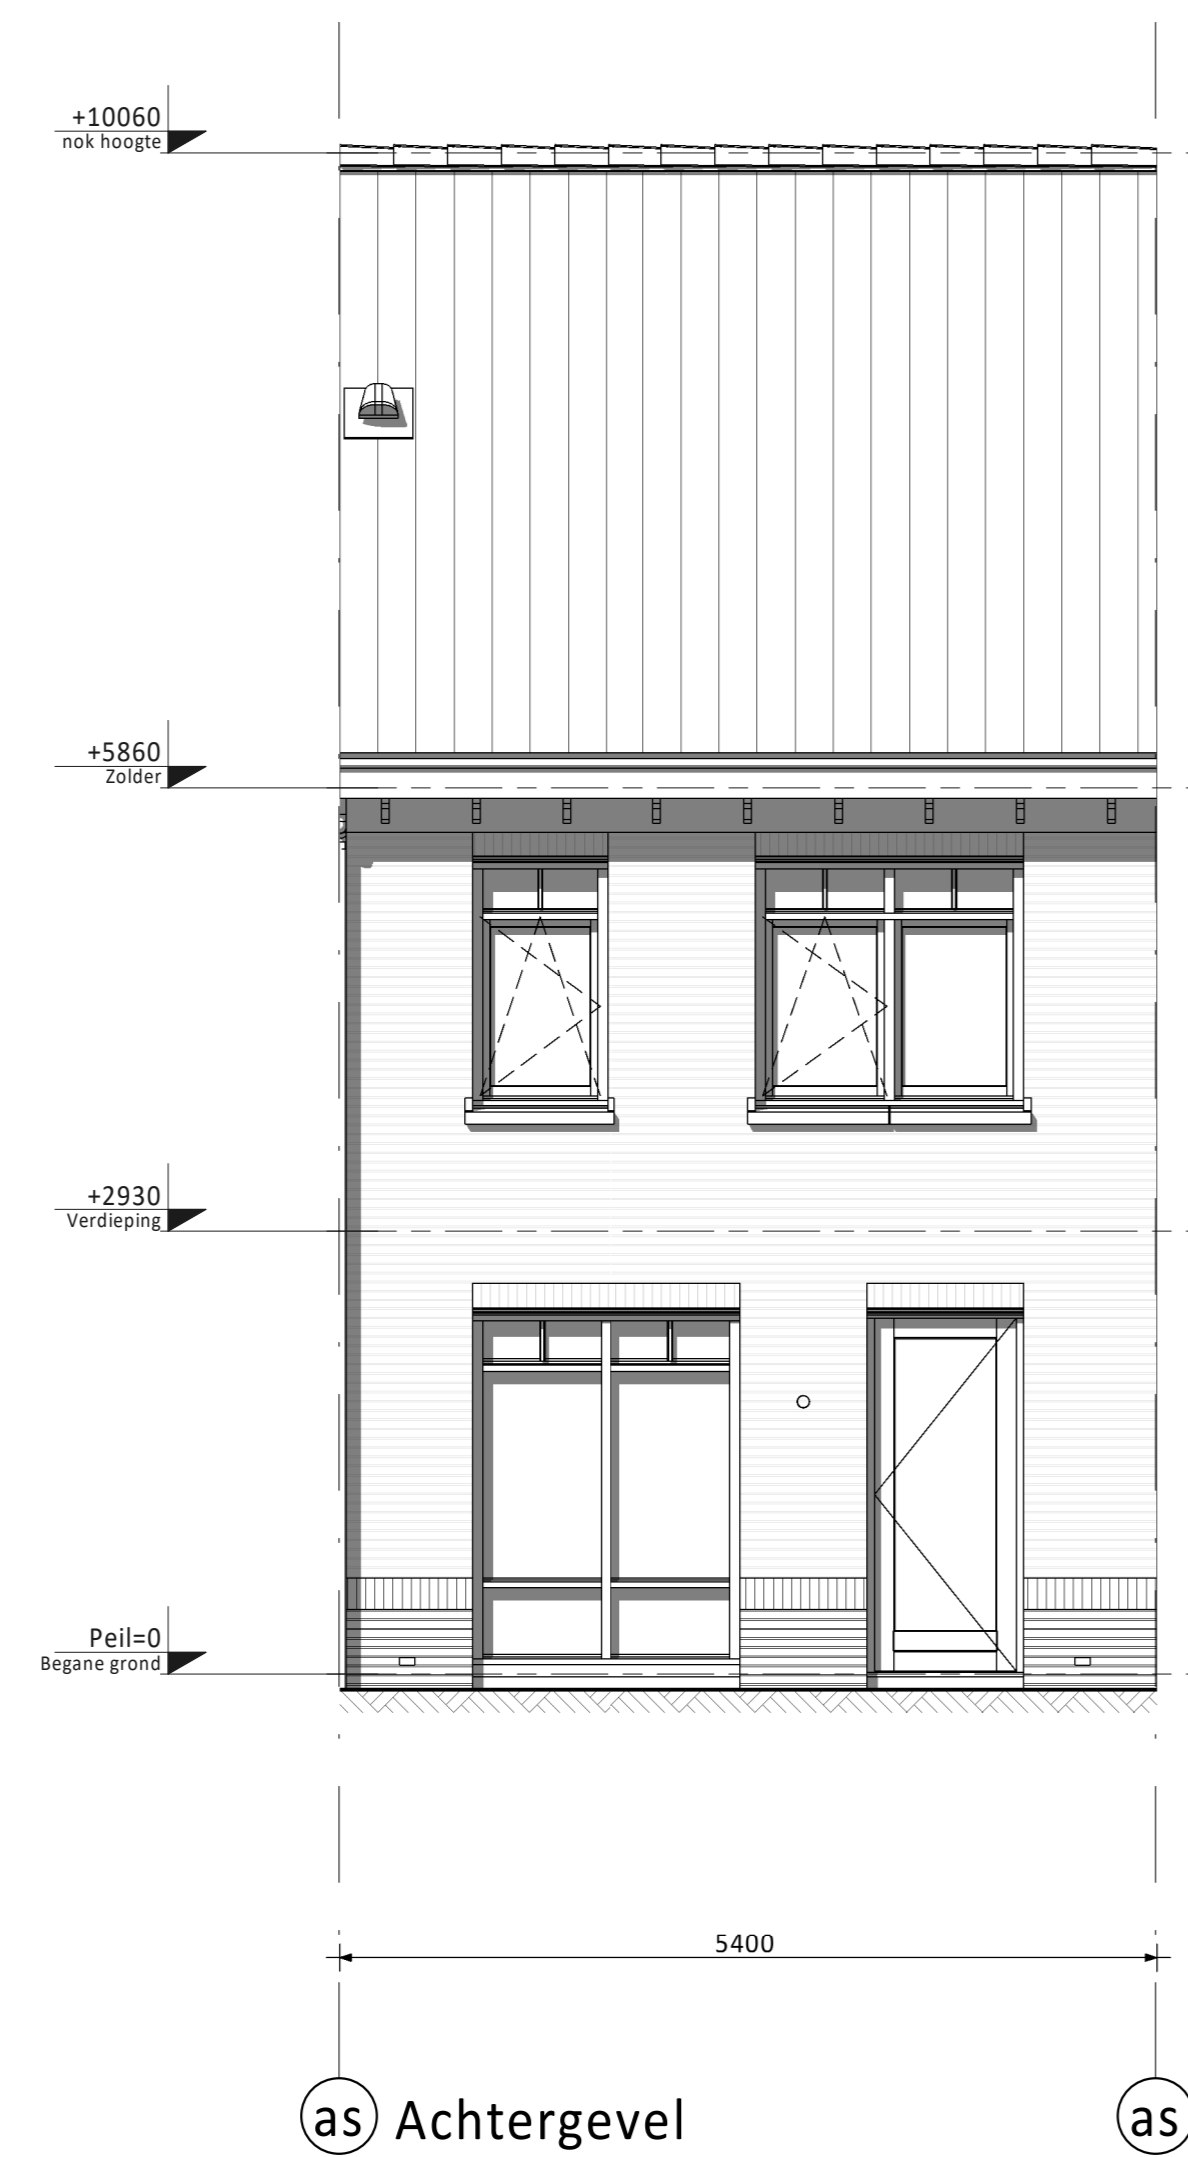 +10060
nok hoogte
+5860
Zolder
+2930
Verdieping
Peil=0
Begane grond
5400
as Achtergevel as